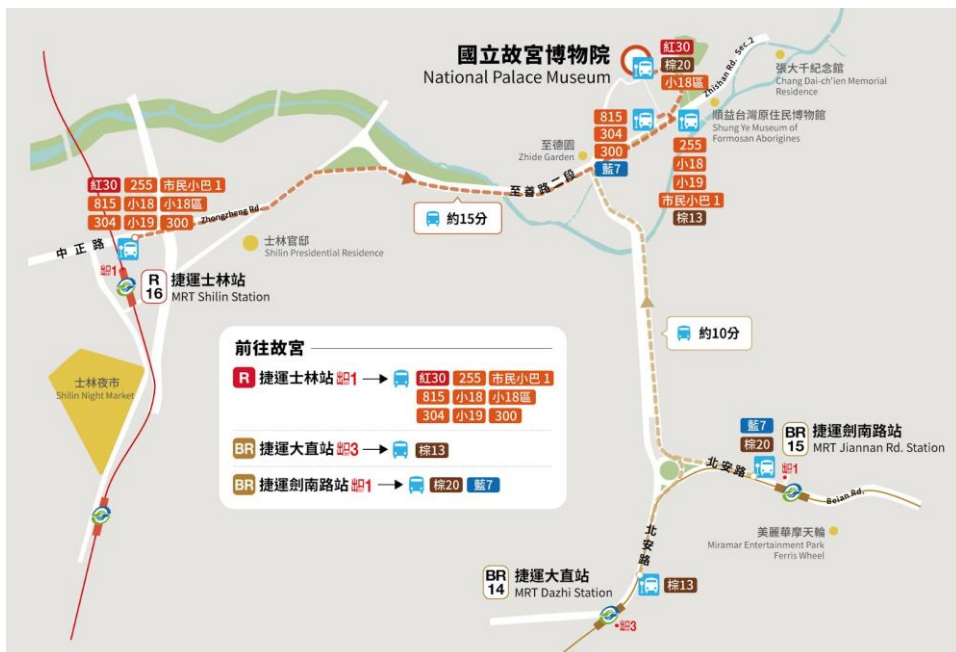 國立故宮博物院
National Palace Museum
紅30
棕20
小18區
Zhishan Rd. Sec.2
張大千紀念館
Chang Dai-ch'ien Memorial
Residence
順益台灣原住民博物館
Shung Ye Museum of
Formosan Aborigines
815
304
300
藍7
至德園
Zhide Garden
255
小18
小19
市民小巴 1
棕13
至善路二段
約15分
紅30 255 市民小巴 1
815 小18 小18區
304 小19 300
Zhongzheng Rd
中正路
士林官邸
Shilin Presidential Residence
出口1
R
16
捷運士林站
MRT Shilin Station
約10分
士林夜市
Shilin Night Market
前往故宮
R 捷運士林站 出口1 紅30 255 市民小巴 1
815 小18 小18區
304 小19 300
BR 捷運大直站 出口3 棕13
BR 捷運劍南路站 出口1 棕20 藍7
藍7
棕20
BR
15
捷運劍南路站
MRT Jiannan Rd. Station
北安路
出口1
Beian Rd.
美麗華摩天輪
Miramar Entertainment Park
Ferris Wheel
北安路
BR
14
捷運大直站
MRT Dazhi Station
棕13
出口3